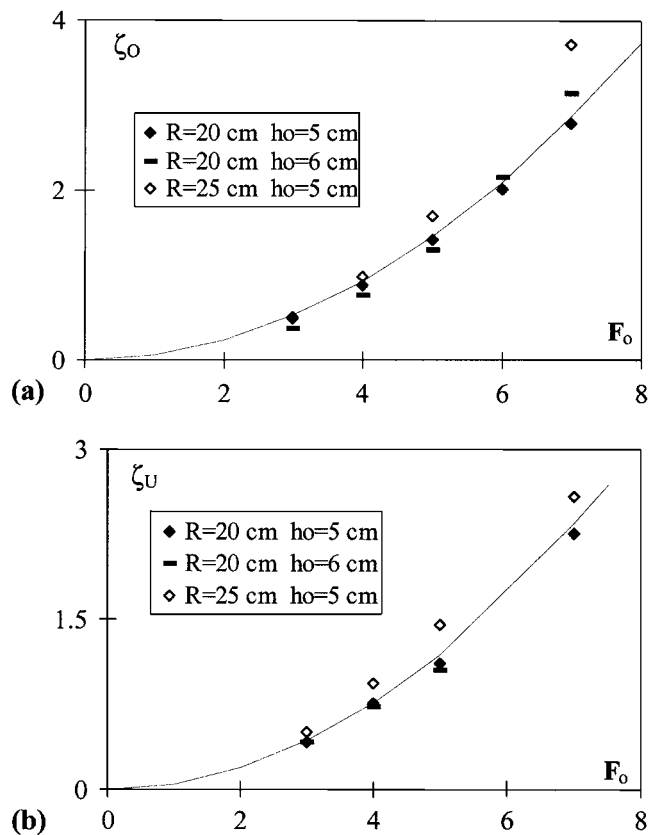 4
ζO
◆ R=20 cm ho=5 cm
▬ R=20 cm ho=6 cm
◇ R=25 cm ho=5 cm
2
Fo
0
(a)
0 2 4 6 8
3
ζU
◆ R=20 cm ho=5 cm
▬ R=20 cm ho=6 cm
◇ R=25 cm ho=5 cm
1.5
Fo
0
(b)
0 2 4 6 8